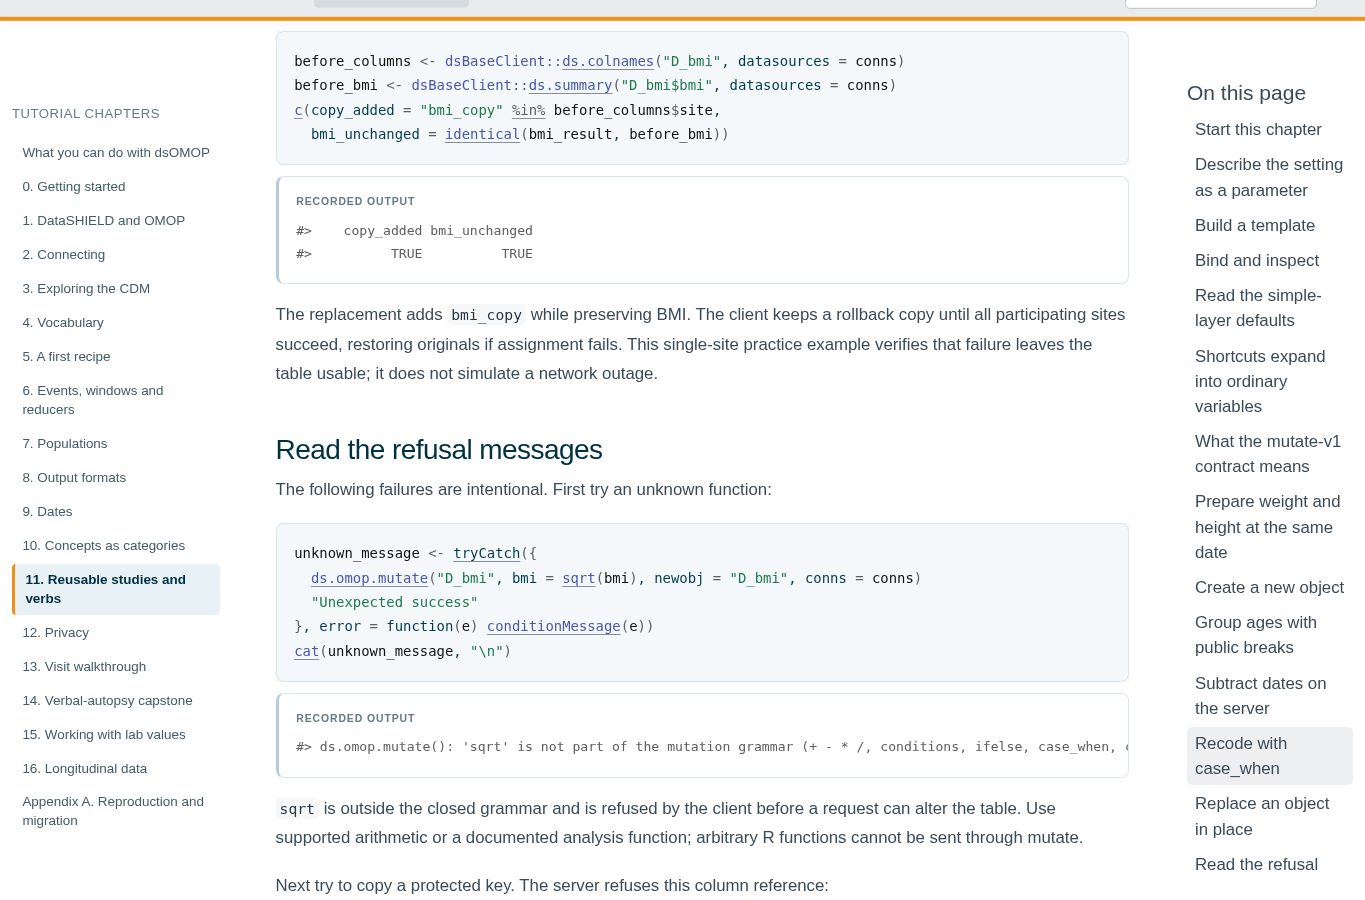 TUTORIAL CHAPTERS
What you can do with dsOMOP
0. Getting started
1. DataSHIELD and OMOP
2. Connecting
3. Exploring the CDM
4. Vocabulary
5. A first recipe
6. Events, windows and
reducers
7. Populations
8. Output formats
9. Dates
10. Concepts as categories
11. Reusable studies and
verbs
12. Privacy
13. Visit walkthrough
14. Verbal-autopsy capstone
15. Working with lab values
16. Longitudinal data
Appendix A. Reproduction and
migration
before_columns <- dsBaseClient::ds.colnames("D_bmi", datasources = conns)
before_bmi <- dsBaseClient::ds.summary("D_bmi$bmi", datasources = conns)
c(copy_added = "bmi_copy" %in% before_columns$site,
  bmi_unchanged = identical(bmi_result, before_bmi))
RECORDED OUTPUT
#>    copy_added bmi_unchanged
#>          TRUE          TRUE
The replacement adds bmi_copy while preserving BMI. The client keeps a rollback copy until all participating sites
succeed, restoring originals if assignment fails. This single-site practice example verifies that failure leaves the
table usable; it does not simulate a network outage.
Read the refusal messages
The following failures are intentional. First try an unknown function:
unknown_message <- tryCatch({
  ds.omop.mutate("D_bmi", bmi = sqrt(bmi), newobj = "D_bmi", conns = conns)
  "Unexpected success"
}, error = function(e) conditionMessage(e))
cat(unknown_message, "\n")
RECORDED OUTPUT
#> ds.omop.mutate(): 'sqrt' is not part of the mutation grammar (+ - * /, conditions, ifelse, case_when,
sqrt is outside the closed grammar and is refused by the client before a request can alter the table. Use
supported arithmetic or a documented analysis function; arbitrary R functions cannot be sent through mutate.
Next try to copy a protected key. The server refuses this column reference:
On this page
Start this chapter
Describe the setting
as a parameter
Build a template
Bind and inspect
Read the simple-
layer defaults
Shortcuts expand
into ordinary
variables
What the mutate-v1
contract means
Prepare weight and
height at the same
date
Create a new object
Group ages with
public breaks
Subtract dates on
the server
Recode with
case_when
Replace an object
in place
Read the refusal